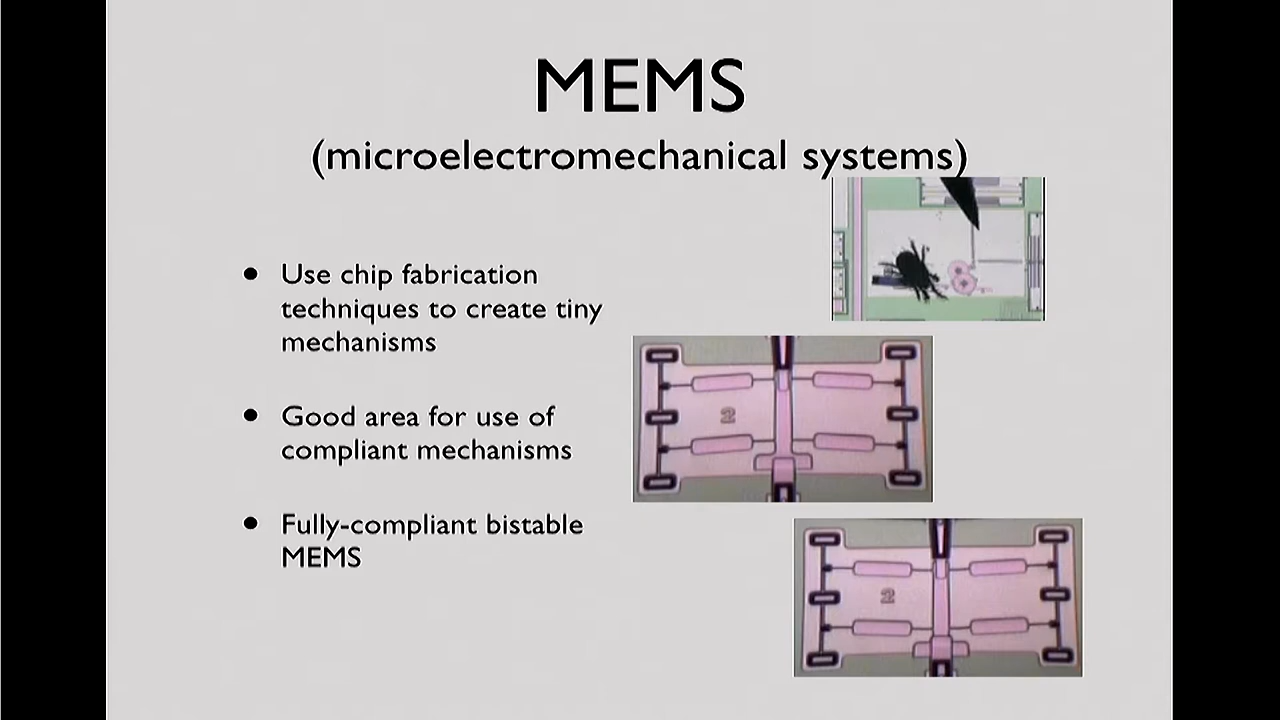 MEMS
(microelectromechanical systems)
• Use chip fabrication
techniques to create tiny
mechanisms
• Good area for use of
compliant mechanisms
• Fully-compliant bistable
MEMS
2
2